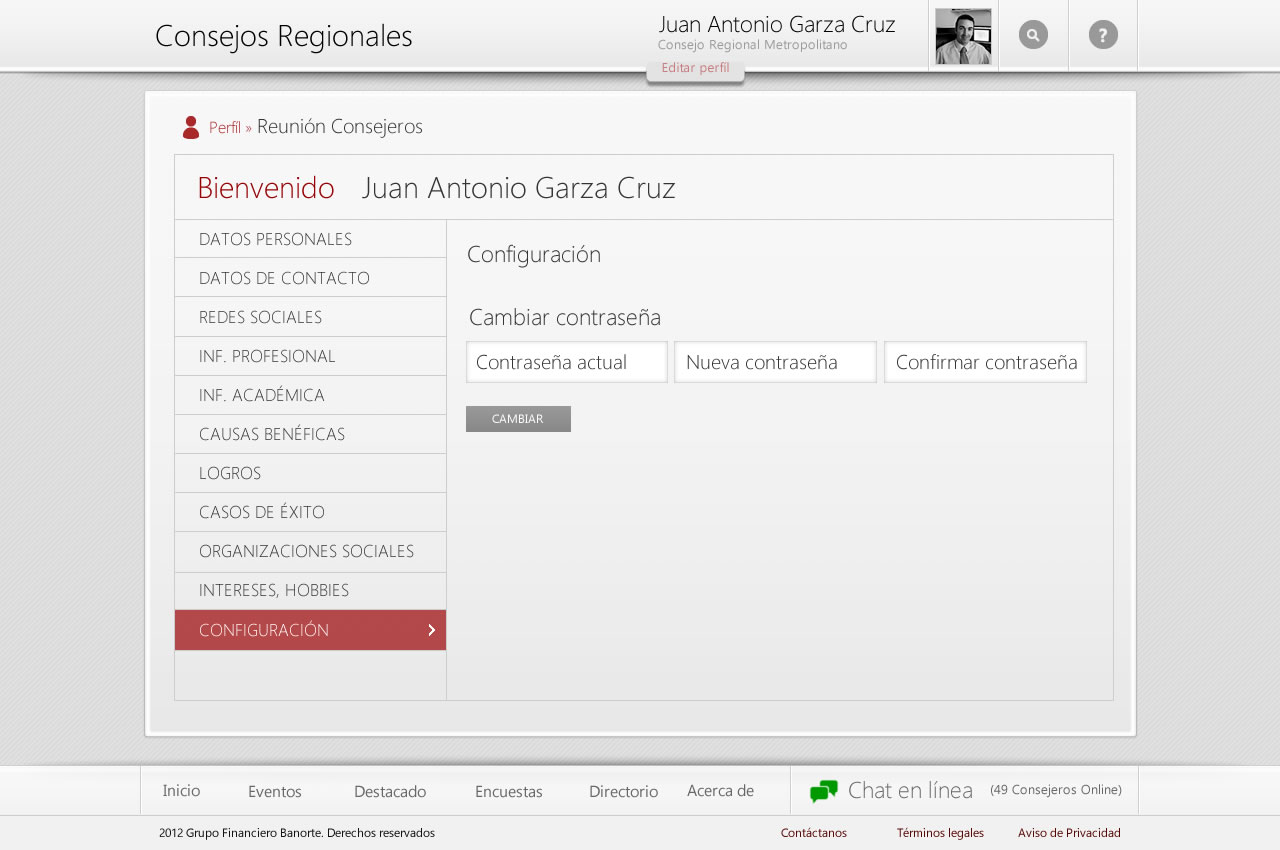 Consejos Regionales
Juan Antonio Garza Cruz
Consejo Regional Metropolitano
Editar perfil
?
Perfil » Reunión Consejeros
Bienvenido Juan Antonio Garza Cruz
DATOS PERSONALES
DATOS DE CONTACTO
REDES SOCIALES
INF. PROFESIONAL
INF. ACADÉMICA
CAUSAS BENÉFICAS
LOGROS
CASOS DE ÉXITO
ORGANIZACIONES SOCIALES
INTERESES, HOBBIES
CONFIGURACIÓN
Configuración
Cambiar contraseña
Contraseña actual Nueva contraseña Confirmar contraseña
CAMBIAR
Inicio Eventos Destacado Encuestas Directorio Acerca de Chat en línea (49 Consejeros Online)
2012 Grupo Financiero Banorte. Derechos reservados Contáctanos Términos legales Aviso de Privacidad